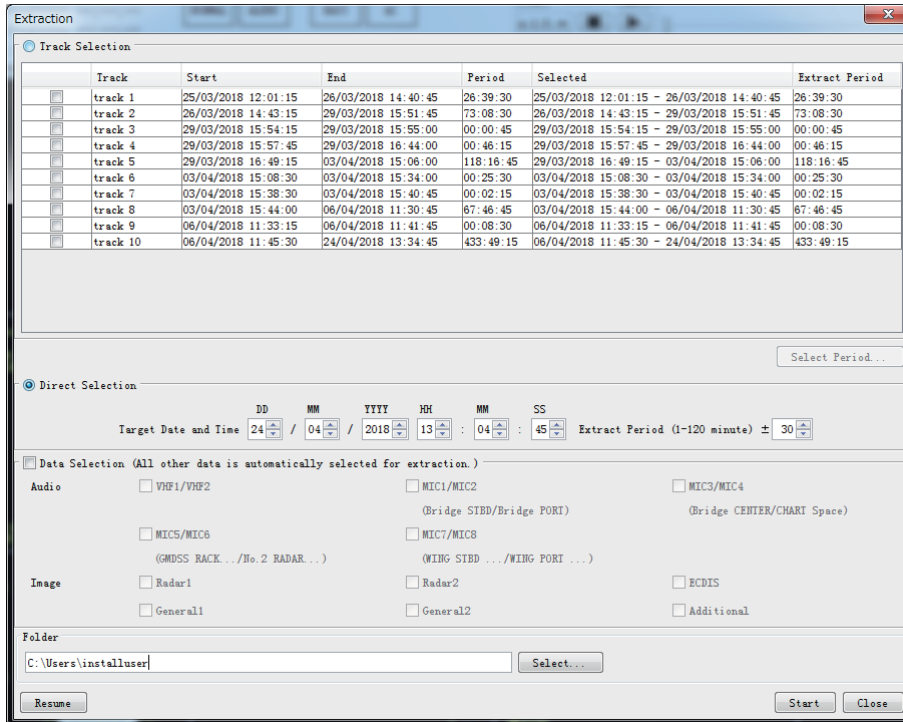 Extraction
Track Selection
Track Start End Period Selected Extract Period
track 1 25/03/2018 12:01:15 26/03/2018 14:40:45 26:39:30 25/03/2018 12:01:15 - 26/03/2018 14:40:45 26:39:30
track 2 26/03/2018 14:43:15 29/03/2018 15:51:45 73:08:30 26/03/2018 14:43:15 - 29/03/2018 15:51:45 73:08:30
track 3 29/03/2018 15:54:15 29/03/2018 15:55:00 00:00:45 29/03/2018 15:54:15 - 29/03/2018 15:55:00 00:00:45
track 4 29/03/2018 15:57:45 29/03/2018 16:44:00 00:46:15 29/03/2018 15:57:45 - 29/03/2018 16:44:00 00:46:15
track 5 29/03/2018 16:49:15 03/04/2018 15:06:00 118:16:45 29/03/2018 16:49:15 - 03/04/2018 15:06:00 118:16:45
track 6 03/04/2018 15:08:30 03/04/2018 15:34:00 00:25:30 03/04/2018 15:08:30 - 03/04/2018 15:34:00 00:25:30
track 7 03/04/2018 15:38:30 03/04/2018 15:40:45 00:02:15 03/04/2018 15:38:30 - 03/04/2018 15:40:45 00:02:15
track 8 03/04/2018 15:44:00 06/04/2018 11:30:45 67:46:45 03/04/2018 15:44:00 - 06/04/2018 11:30:45 67:46:45
track 9 06/04/2018 11:33:15 06/04/2018 11:41:45 00:08:30 06/04/2018 11:33:15 - 06/04/2018 11:41:45 00:08:30
track 10 06/04/2018 11:45:30 24/04/2018 13:34:45 433:49:15 06/04/2018 11:45:30 - 24/04/2018 13:34:45 433:49:15
Select Period...
Direct Selection
DD MM YYYY HH MM SS
Target Date and Time 24 / 04 / 2018 13 : 04 : 45 Extract Period (1-120 minute) ± 30
Data Selection (All other data is automatically selected for extraction.)
Audio VHF1/VHF2 MIC1/MIC2 MIC3/MIC4
(Bridge STBD/Bridge PORT) (Bridge CENTER/CHART Space)
MIC5/MIC6 MIC7/MIC8
(GMDSS RACK.../No.2 RADAR...) (WING STBD .../WING PORT ...)
Image Radar1 Radar2 ECDIS
General1 General2 Additional
Folder
C:\Users\installuser Select...
Resume Start Close